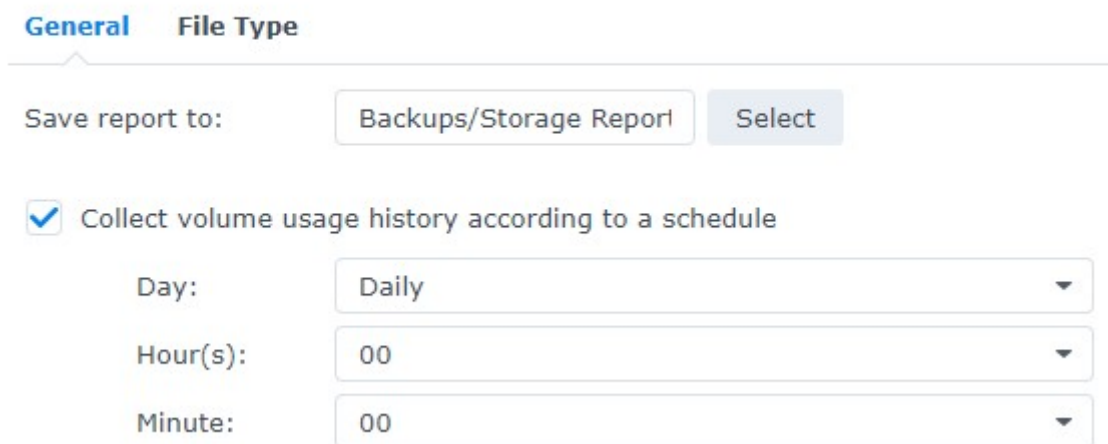 General File Type
Save report to: Backups/Storage Report Select
Collect volume usage history according to a schedule
Day: Daily
Hour(s): 00
Minute: 00